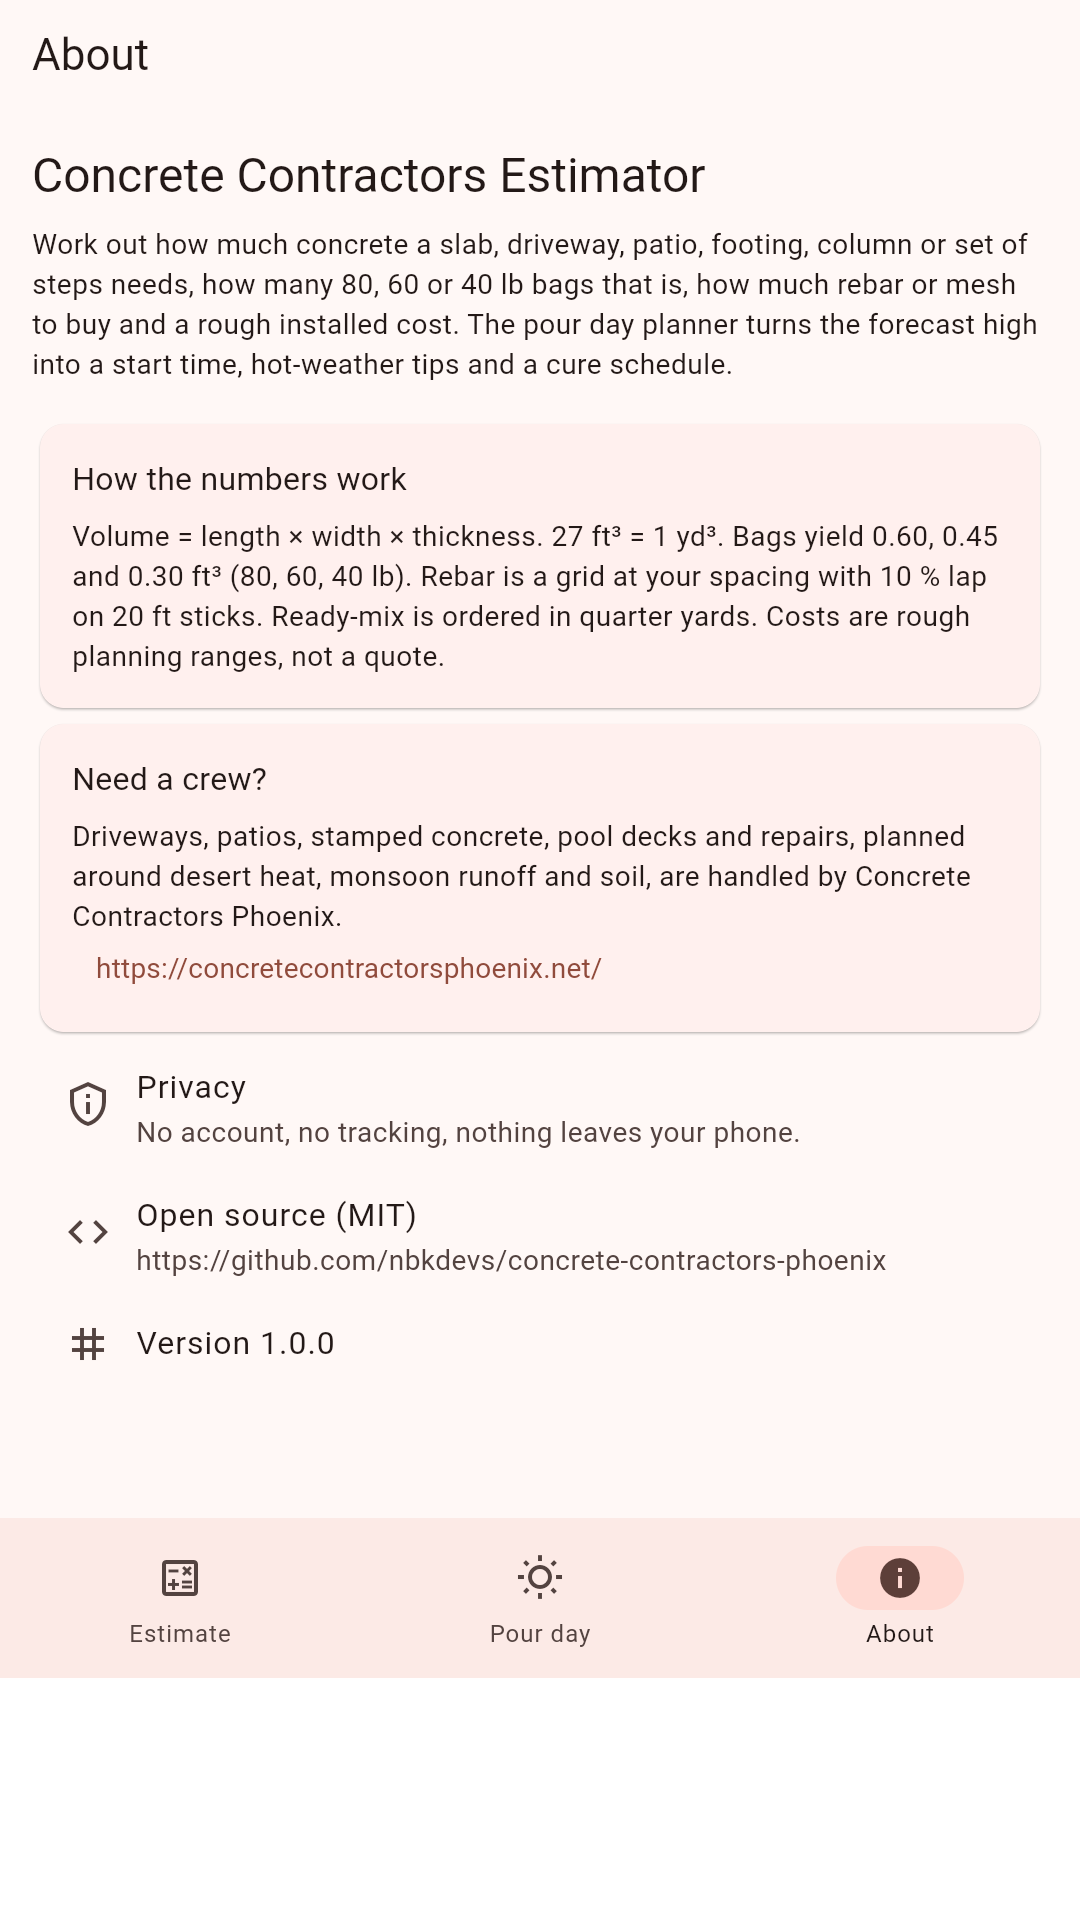 About
Concrete Contractors Estimator
Work out how much concrete a slab, driveway, patio, footing, column or set of
steps needs, how many 80, 60 or 40 lb bags that is, how much rebar or mesh
to buy and a rough installed cost. The pour day planner turns the forecast high
into a start time, hot-weather tips and a cure schedule.
How the numbers work
Volume = length × width × thickness. 27 ft³ = 1 yd³. Bags yield 0.60, 0.45
and 0.30 ft³ (80, 60, 40 lb). Rebar is a grid at your spacing with 10 % lap
on 20 ft sticks. Ready-mix is ordered in quarter yards. Costs are rough
planning ranges, not a quote.
Need a crew?
Driveways, patios, stamped concrete, pool decks and repairs, planned
around desert heat, monsoon runoff and soil, are handled by Concrete
Contractors Phoenix.
https://concretecontractorsphoenix.net/
Privacy
No account, no tracking, nothing leaves your phone.
Open source (MIT)
https://github.com/nbkdevs/concrete-contractors-phoenix
Version 1.0.0
Estimate
Pour day
About